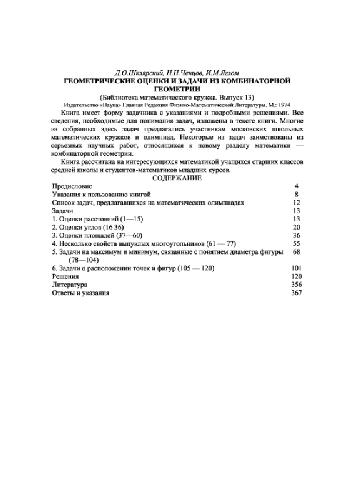 Д.О.Шклярский, Н.Н.Ченцов, И.М.Яглом
ГЕОМЕТРИЧЕСКИЕ ОЦЕНКИ И ЗАДАЧИ ИЗ КОМБИНАТОРНОЙ
ГЕОМЕТРИИ
(Библиотека математического кружка. Выпуск 13)
Издательство «Наука» Главная Редакция Физико-Математической Литературы, М.: 1974
Книга имеет форму задачника с указаниями и подробными решениями. Все
сведения, необходимые для понимания задач, изложены в тексте книги. Многие
из собранных здесь задач предлагались участникам московских школьных
математических кружков и олимпиад. Некоторые из задач заимствованы из
серьезных научных работ, относящихся к новому разделу математики —
комбинаторной геометрии.
Книга рассчитана на интересующихся математикой учащихся старших классов
средней школы и студентов-математиков младших курсов.
СОДЕРЖАНИЕ
Предисловие 4
Указания к пользованию книгой 8
Список задач, предлагавшихся на математических олимпиадах 12
Задачи 13
1. Оценки расстояний (1—15) 13
2. Оценки углов (16 36) 20
3. Оценки площадей (37—60) 36
4. Несколько свойств выпуклых многоугольников (61 — 77) 55
5. Задачи на максимум и минимум, связанные с понятием диаметра фигуры 68
(78—104)
6. Задачи о расположении точек и фигур (105 — 120) 101
Решения 120
Литература 356
Ответы и указания 367